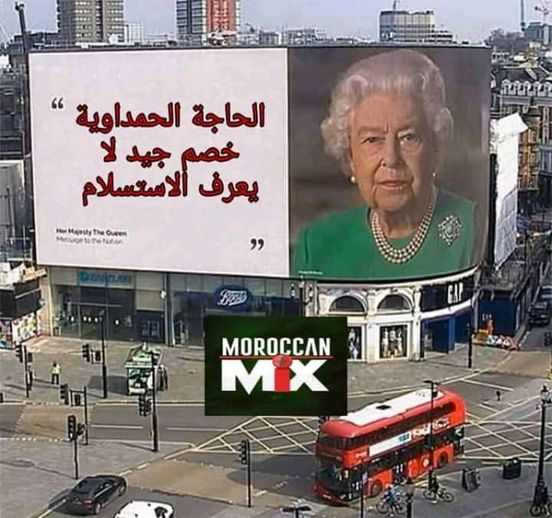 “ الحاجة الحمداوية
خصم جيد لا
يعرف الاستسلام
Her Majesty The Queen
Message to the Nation
”
BARCLAYS
Boots
GAP
MOROCCAN
MiX